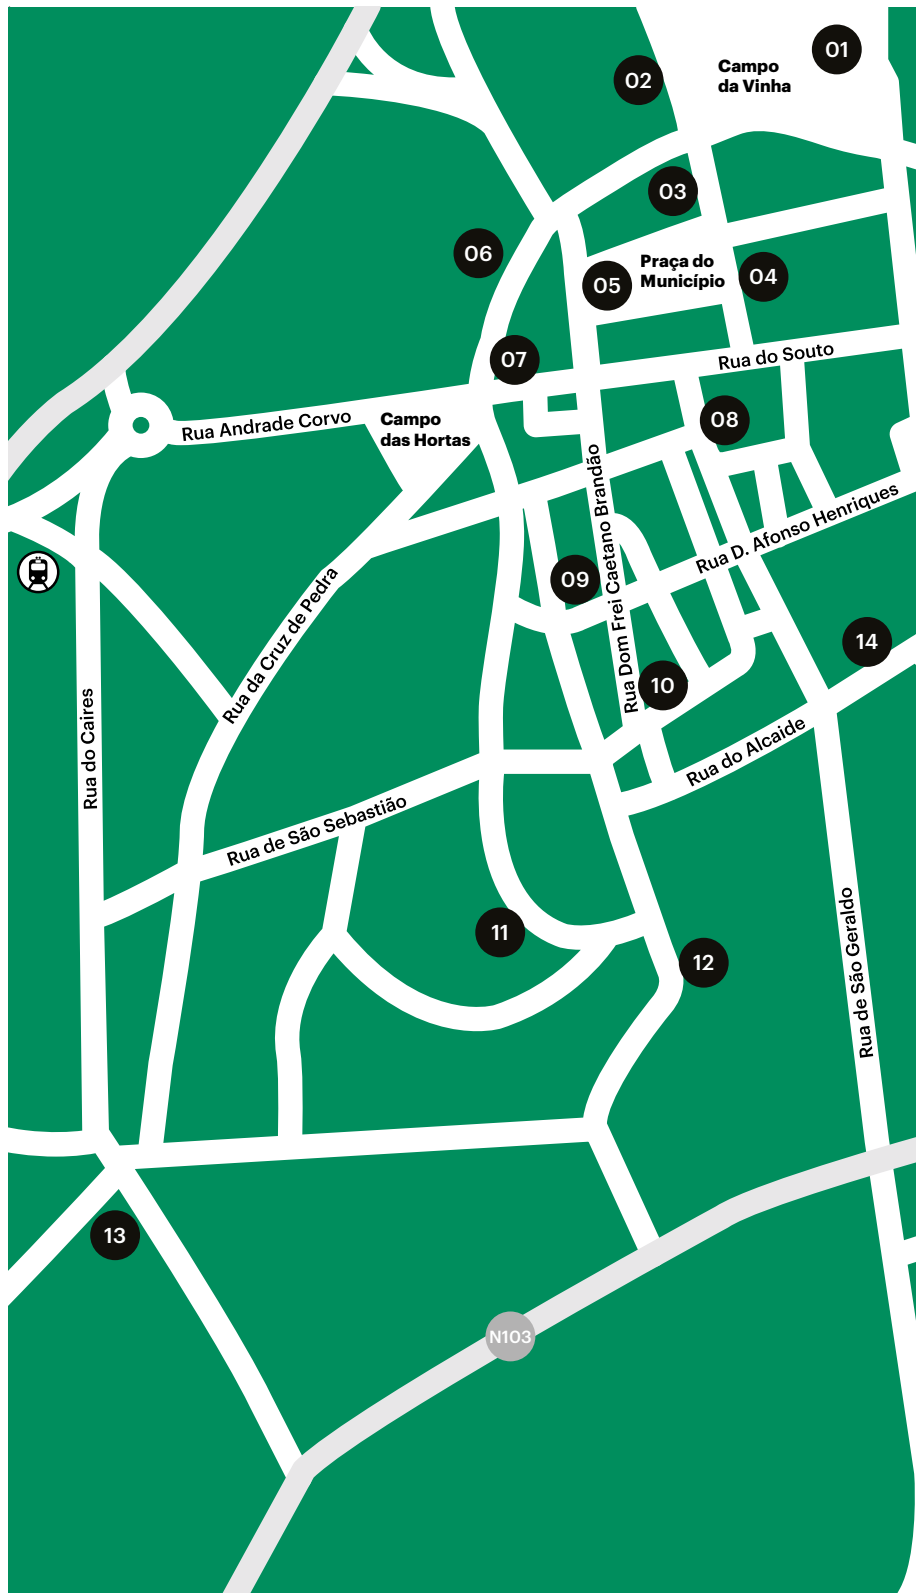 01
Campo
da Vinha
02
03
06
Praça do
Município
04
05
07
Rua do Souto
Campo
das Hortas
Rua Andrade Corvo
08
Rua Dom Frei Caetano Brandão
Rua D. Afonso Henriques
09
Rua da Cruz de Pedra
14
10
Rua do Caires
Rua do Alcaide
Rua de São Sebastião
11
12
Rua de São Geraldo
13
N103